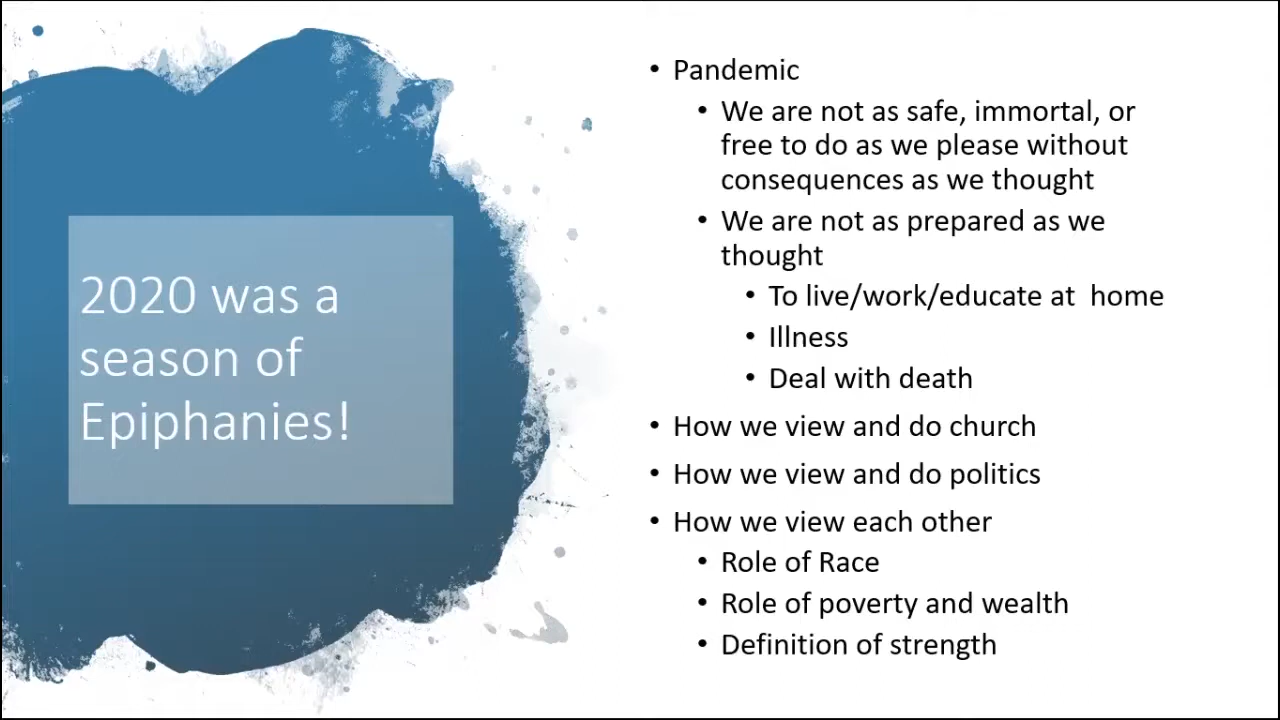 2020 was a
season of
Epiphanies!
• Pandemic
• We are not as safe, immortal, or
free to do as we please without
consequences as we thought
• We are not as prepared as we
thought
• To live/work/educate at  home
• Illness
• Deal with death
• How we view and do church
• How we view and do politics
• How we view each other
• Role of Race
• Role of poverty and wealth
• Definition of strength